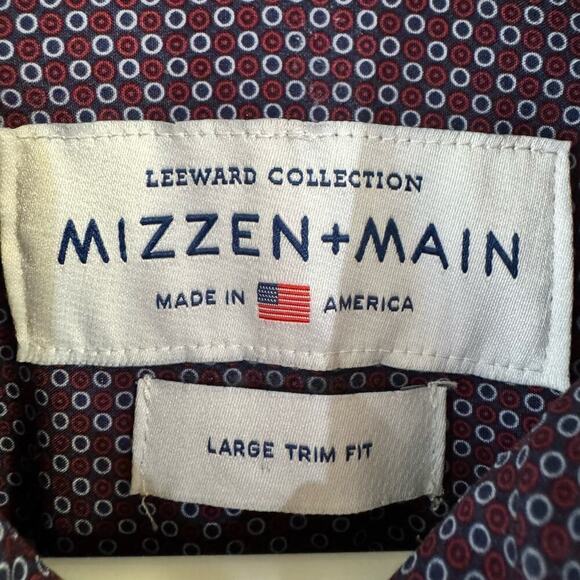 LEEWARD COLLECTION
MIZZEN+MAIN
MADE IN AMERICA
LARGE TRIM FIT